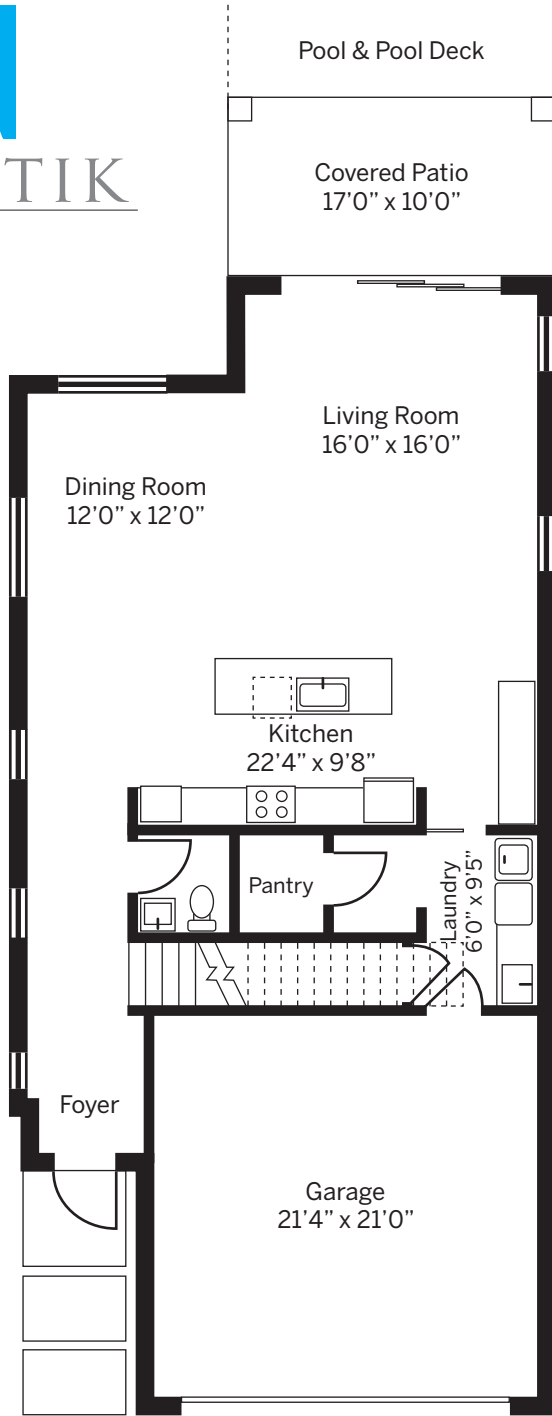 Pool & Pool Deck
TIK
Covered Patio
17’0” x 10’0”
Living Room
16’0” x 16’0”
Dining Room
12’0” x 12’0”
Kitchen
22’4” x 9’8”
Pantry
Laundry
6’0” x 9’5”
Foyer
Garage
21’4” x 21’0”